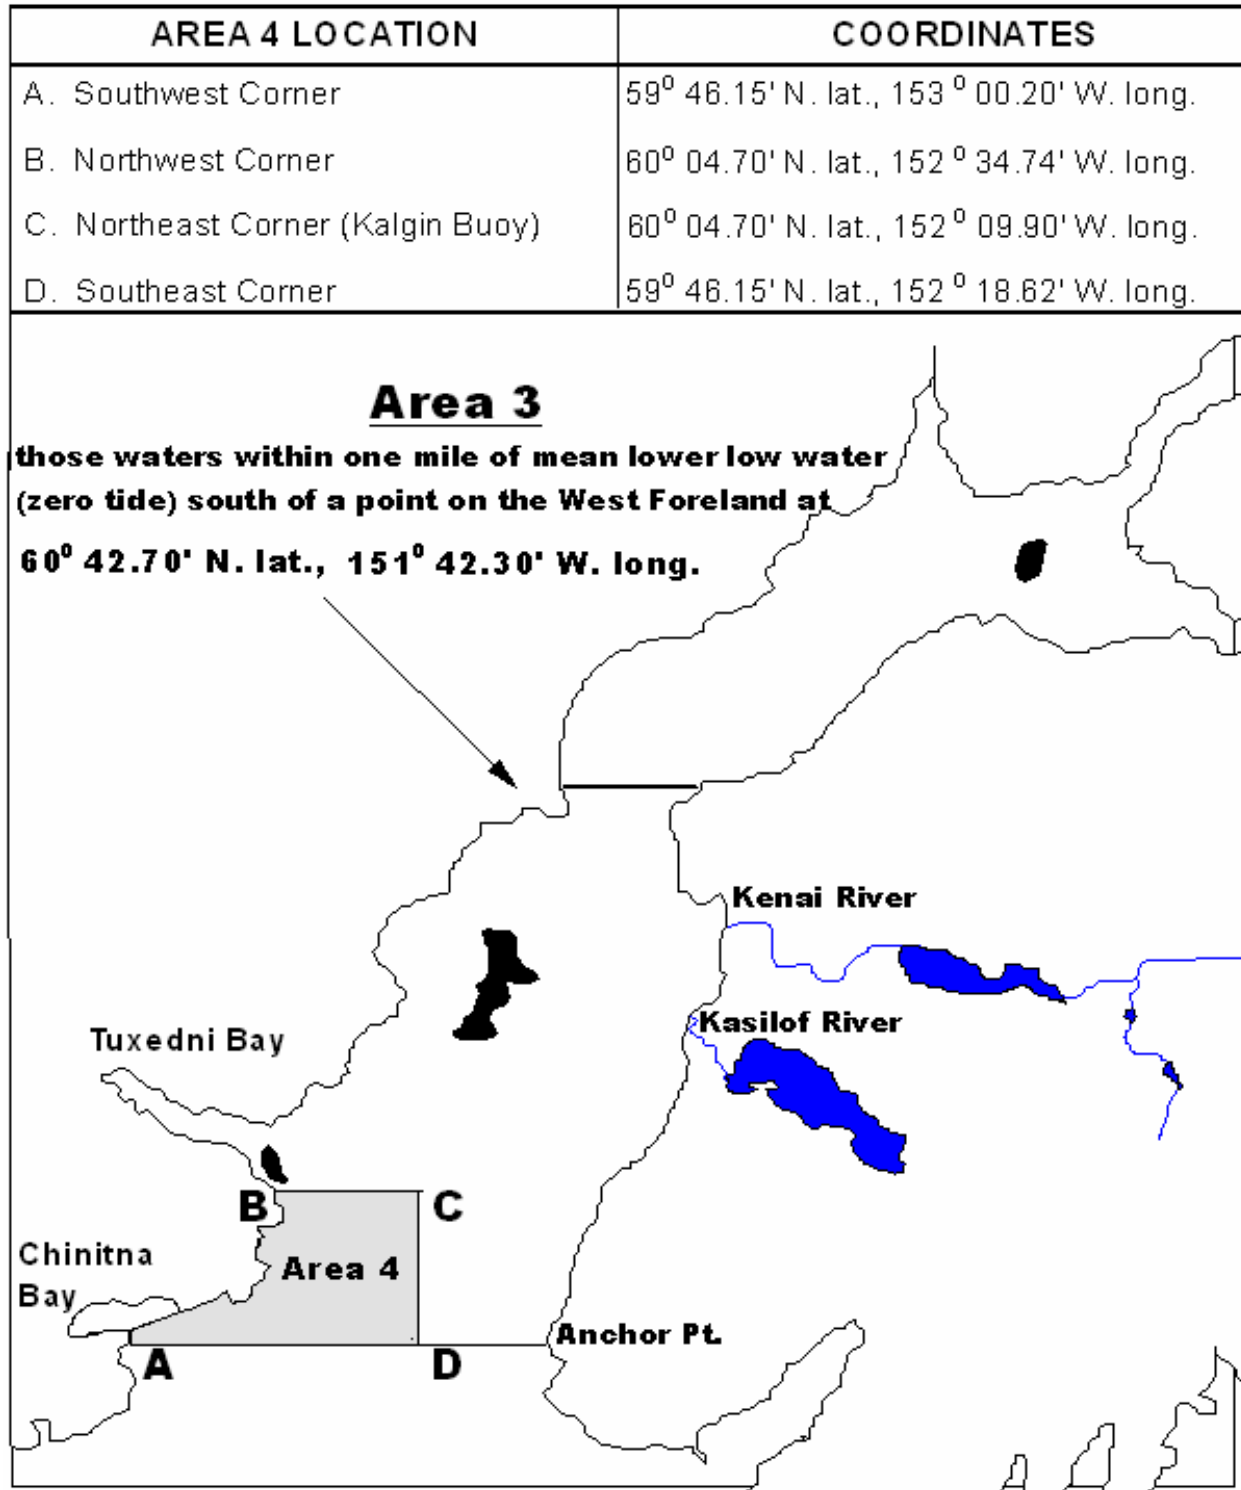 AREA 4 LOCATION COORDINATES
A. Southwest Corner 59⁰ 46.15' N. lat., 153 ⁰ 00.20' W. long.
B. Northwest Corner 60⁰ 04.70' N. lat., 152 ⁰ 34.74' W. long.
C. Northeast Corner (Kalgin Buoy) 60⁰ 04.70' N. lat., 152 ⁰ 09.90' W. long.
D. Southeast Corner 59⁰ 46.15' N. lat., 152 ⁰ 18.62' W. long.
Area 3
those waters within one mile of mean lower low water
(zero tide) south of a point on the West Foreland at
60⁰ 42.70' N. lat., 151⁰ 42.30' W. long.
Kenai River
Kasilof River
Tuxedni Bay
B
C
Chinitna
Bay
Area 4
Anchor Pt.
A
D